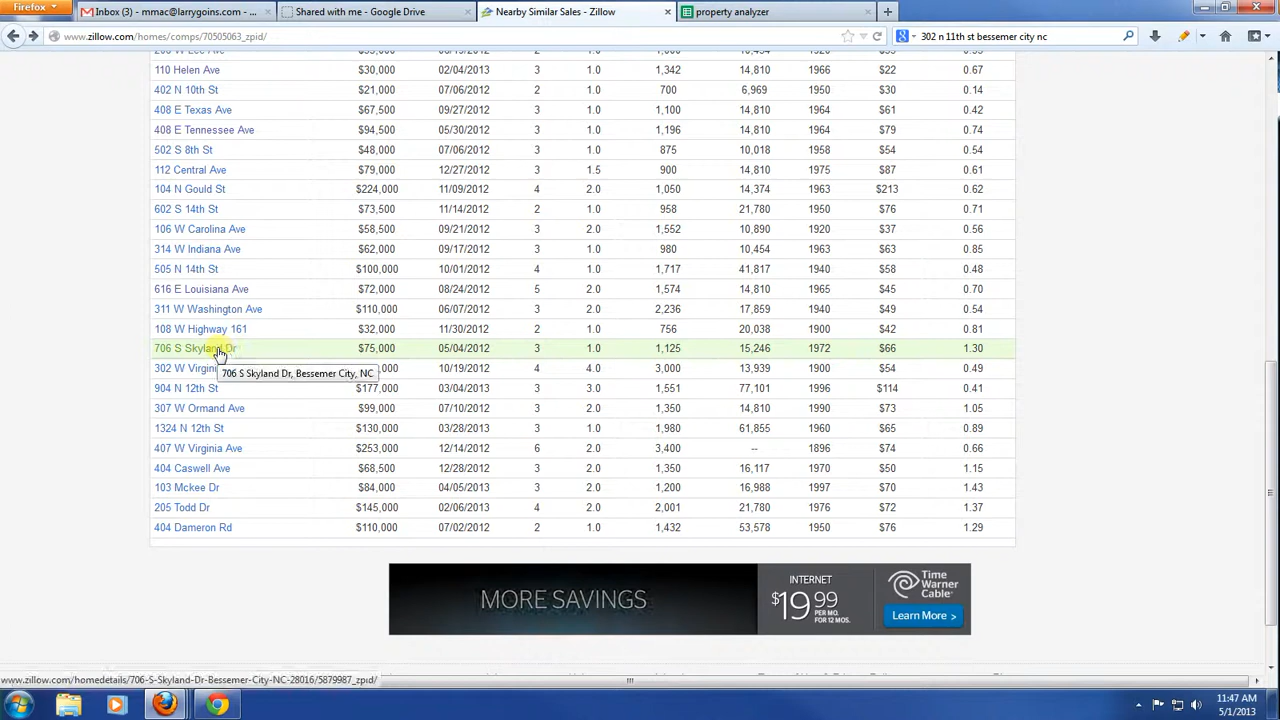 Firefox
Inbox (3) - mmac@larrygoins.com - ...
Shared with me - Google Drive
Nearby Similar Sales - Zillow
property analyzer
www.zillow.com/homes/comps/70505063_zpid/
302 n 11th st bessemer city nc
110 Helen Ave $30,000 02/04/2013 3 1.0 1,342 14,810 1966 $22 0.67
402 N 10th St $21,000 07/06/2012 2 1.0 700 6,969 1950 $30 0.14
408 E Texas Ave $67,500 09/27/2012 3 1.0 1,100 14,810 1964 $61 0.42
408 E Tennessee Ave $94,500 05/30/2012 3 1.0 1,196 14,810 1964 $79 0.74
502 S 8th St $48,000 07/06/2012 3 1.0 875 10,018 1958 $54 0.54
112 Central Ave $79,000 12/27/2012 3 1.5 900 14,810 1975 $87 0.61
104 N Gould St $224,000 11/09/2012 4 2.0 1,050 14,374 1963 $213 0.62
602 S 14th St $73,500 11/14/2012 2 1.0 958 21,780 1950 $76 0.71
106 W Carolina Ave $58,500 09/21/2012 3 2.0 1,552 10,890 1920 $37 0.56
314 W Indiana Ave $62,000 09/17/2012 3 1.0 980 10,454 1963 $63 0.85
505 N 14th St $100,000 10/01/2012 4 1.0 1,717 41,817 1940 $58 0.48
616 E Louisiana Ave $72,000 08/24/2012 5 2.0 1,574 14,810 1965 $45 0.70
311 W Washington Ave $110,000 06/07/2012 3 2.0 2,236 17,859 1940 $49 0.54
108 W Highway 161 $32,000 11/30/2012 2 1.0 756 20,038 1900 $42 0.81
706 S Skyland Dr $75,000 05/04/2012 3 1.0 1,125 15,246 1972 $66 1.30
302 W Virgin ,000 10/19/2012 4 4.0 3,000 13,939 1900 $54 0.49
706 S Skyland Dr, Bessemer City, NC
904 N 12th St $177,000 04/04/2013 3 3.0 1,551 77,101 1996 $114 0.41
307 W Ormand Ave $99,000 07/10/2012 3 2.0 1,350 14,810 1990 $73 1.05
1324 N 12th St $130,000 03/28/2013 3 1.0 1,980 61,855 1960 $65 0.89
407 W Virginia Ave $253,000 12/14/2012 6 2.0 3,400 -- 1896 $74 0.66
404 Caswell Ave $68,500 12/28/2012 3 2.0 1,350 16,117 1970 $50 1.15
103 Mckee Dr $84,000 04/05/2013 3 2.0 1,200 16,988 1997 $70 1.43
205 Todd Dr $145,000 02/06/2013 4 2.0 2,001 21,780 1976 $72 1.37
404 Dameron Rd $110,000 07/02/2012 2 1.0 1,432 53,578 1950 $76 1.29
MORE SAVINGS
INTERNET
$19.99
PER MO.
FOR 12 MOS.
Time Warner Cable
Learn More >
www.zillow.com/homedetails/706-S-Skyland-Dr-Bessemer-City-NC-28016/5879987_zpid/
11:47 AM
5/1/2013